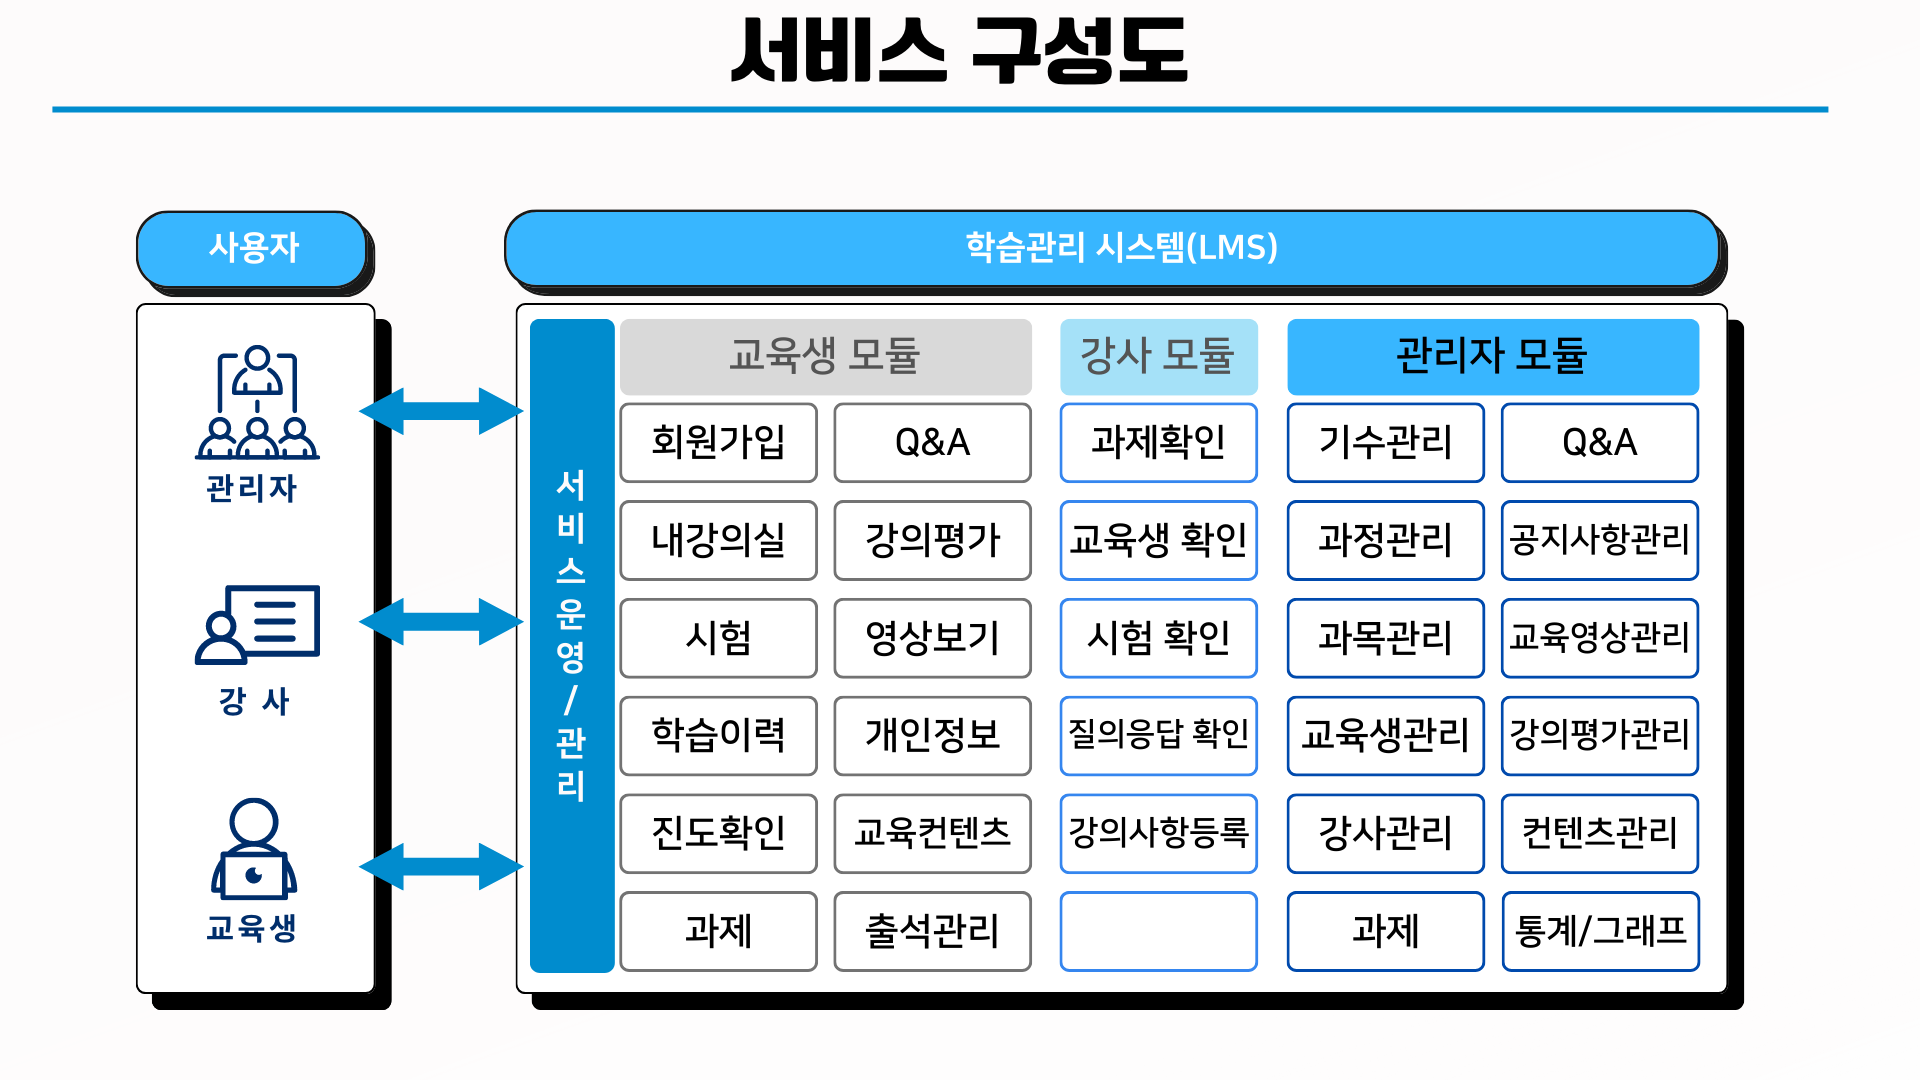 서비스 구성도
사용자
학습관리 시스템(LMS)
관리자
강 사
교육생
서비스운영/관리
교육생 모듈
회원가입
Q&A
내강의실
강의평가
시험
영상보기
학습이력
개인정보
진도확인
교육컨텐츠
과제
출석관리
강사 모듈
과제확인
교육생 확인
시험 확인
질의응답 확인
강의사항등록
관리자 모듈
기수관리
Q&A
과정관리
공지사항관리
과목관리
교육영상관리
교육생관리
강의평가관리
강사관리
컨텐츠관리
과제
통계/그래프